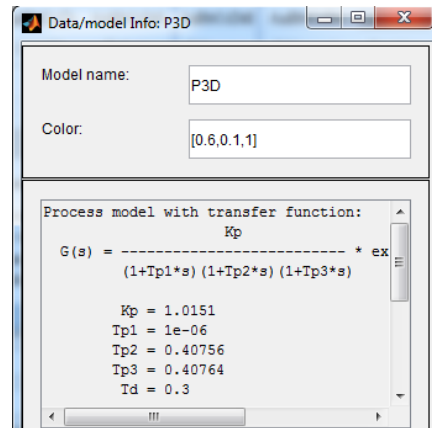 Data/model Info: P3D
Model name:
P3D
Color:
[0.6,0.1,1]
Process model with transfer function:
Kp
G(s) = -------------------------- * ex
(1+Tp1*s)(1+Tp2*s)(1+Tp3*s)
Kp = 1.0151
Tp1 = 1e-06
Tp2 = 0.40756
Tp3 = 0.40764
Td = 0.3